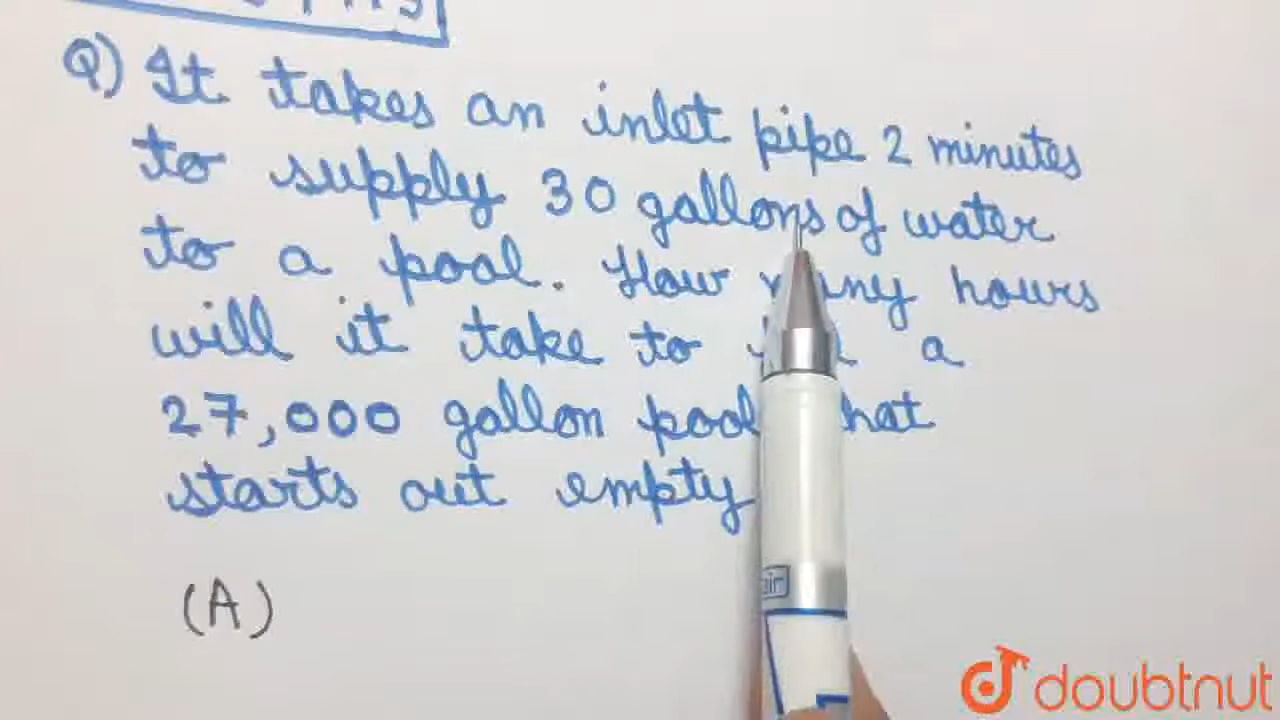 Q) It takes an inlet pipe 2 minutes
to supply 30 gallons of water
to a pool. How many hours
will it take to a
27,000 gallon pool that
starts out empty
(A)
doubtnut